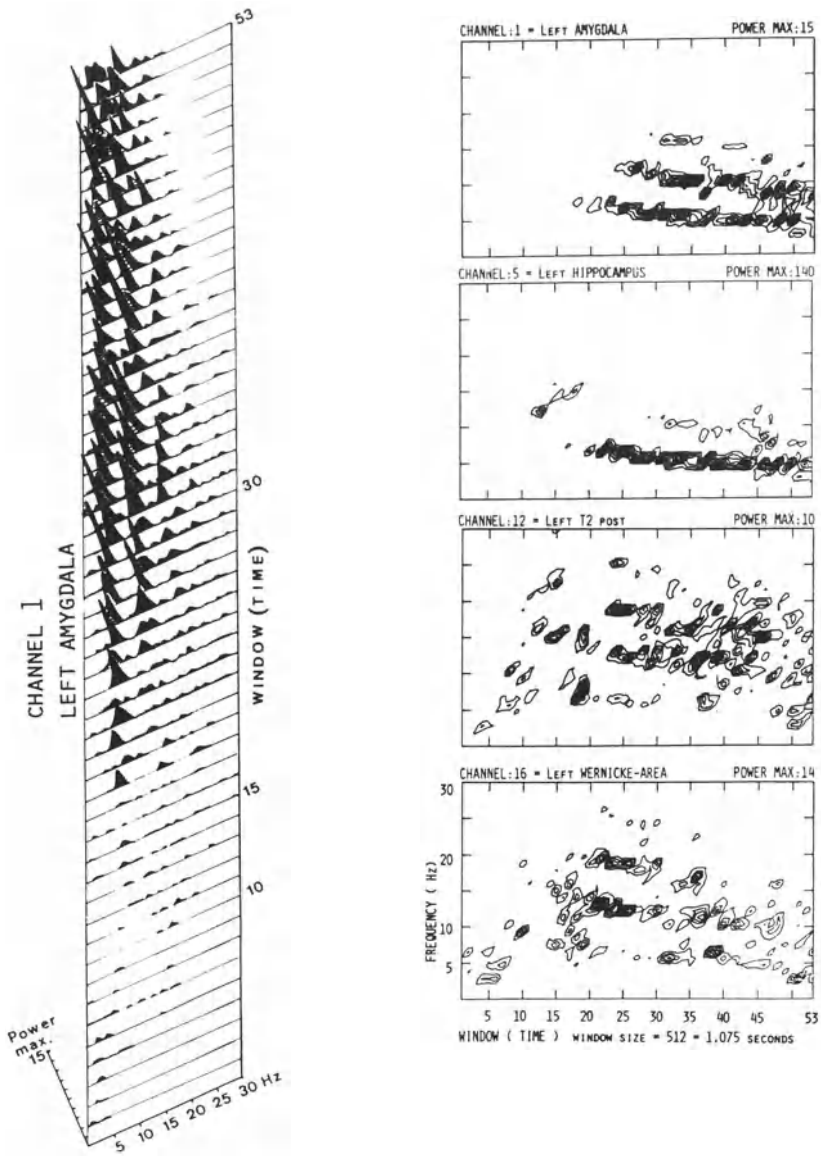 53
30
15
10
CHANNEL 1
LEFT AMYGDALA
WINDOW (TIME)
Power
max.
15
5 10 15 20 25 30 Hz
CHANNEL:1 = LEFT AMYGDALA POWER MAX:15
CHANNEL:5 = LEFT HIPPOCAMPUS POWER MAX:140
CHANNEL:12 = LEFT T2 POST POWER MAX:10
CHANNEL:16 = LEFT WERNICKE-AREA POWER MAX:14
30
20
10
5
FREQUENCY ( Hz)
5 10 15 20 25 30 35 40 45 53
WINDOW ( TIME ) WINDOW SIZE = 512 = 1.075 SECONDS